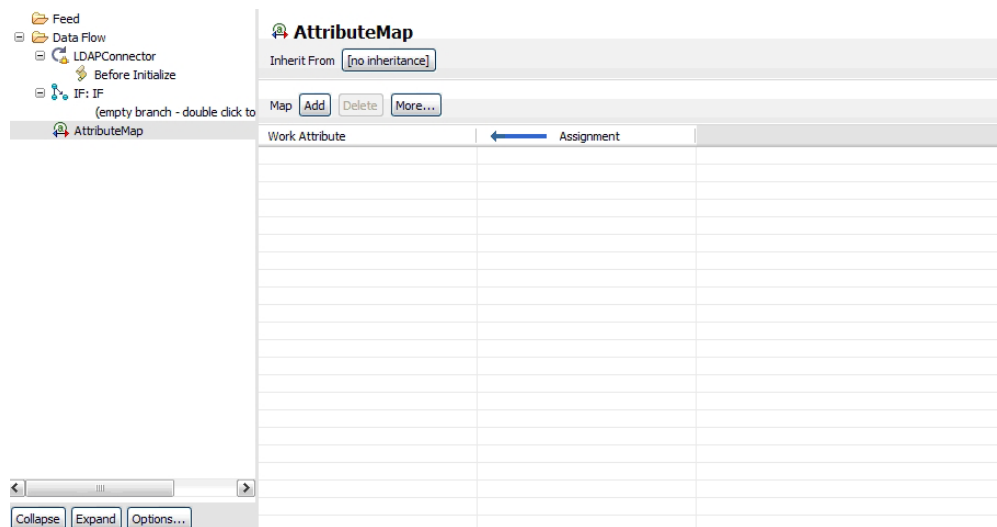 Feed
Data Flow
LDAPConnector
Before Initialize
IF: IF
(empty branch - double click to
AttributeMap
Collapse Expand Options...
AttributeMap
Inherit From [no inheritance]
Map Add Delete More...
Work Attribute Assignment